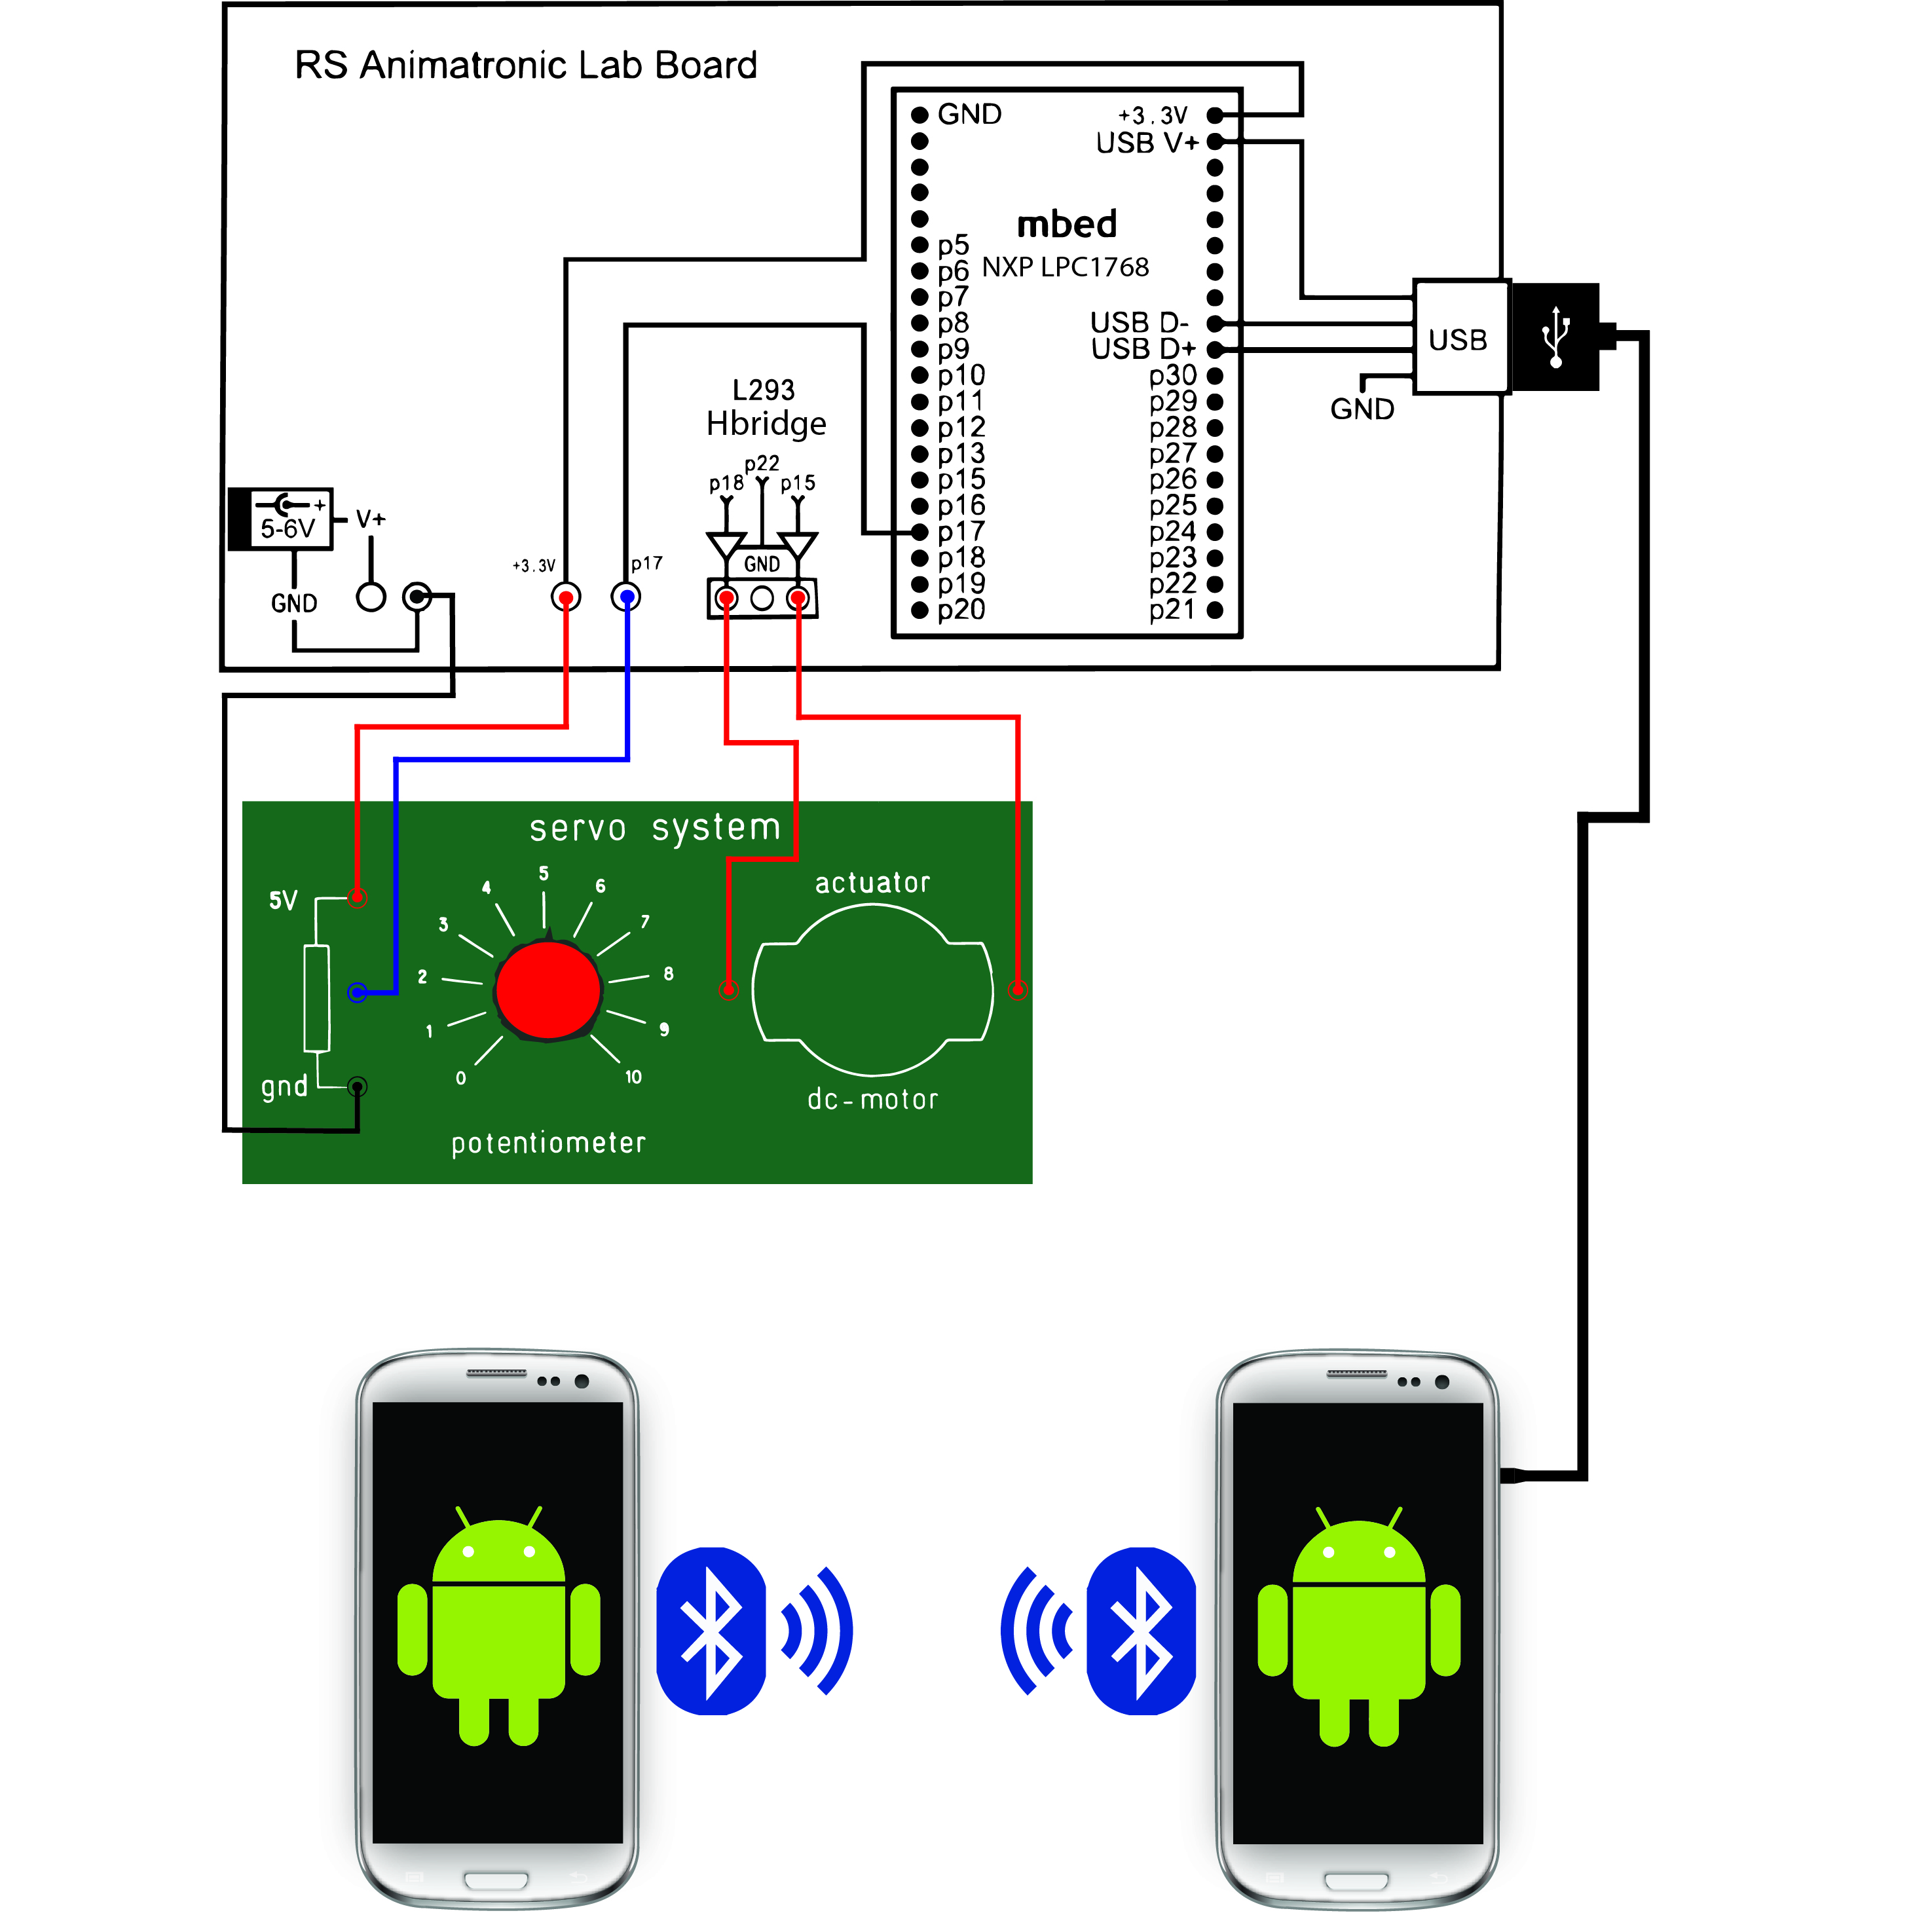 RS Animatronic Lab Board
GND
+3.3V
USB V+
mbed
NXP LPC1768
p5
p6
p7
p8
p9
p10
p11
p12
p13
p15
p16
p17
p18
p19
p20
USB D-
USB D+
p30
p29
p28
p27
p26
p25
p24
p23
p22
p21
USB
GND
L293
Hbridge
p18
p22
p15
GND
+
5-6V
V+
GND
+3.3V
p17
servo system
5V
gnd
0
1
2
3
4
5
6
7
8
9
10
potentiometer
actuator
dc-motor